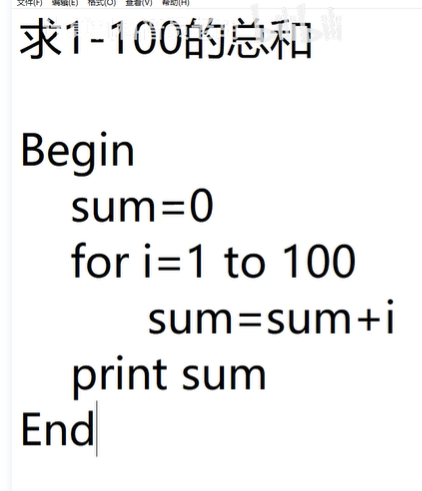 文件(F) 编辑(E) 格式(O) 查看(V) 帮助(H)
求1-100的总和
Begin
sum=0
for i=1 to 100
sum=sum+i
print sum
End